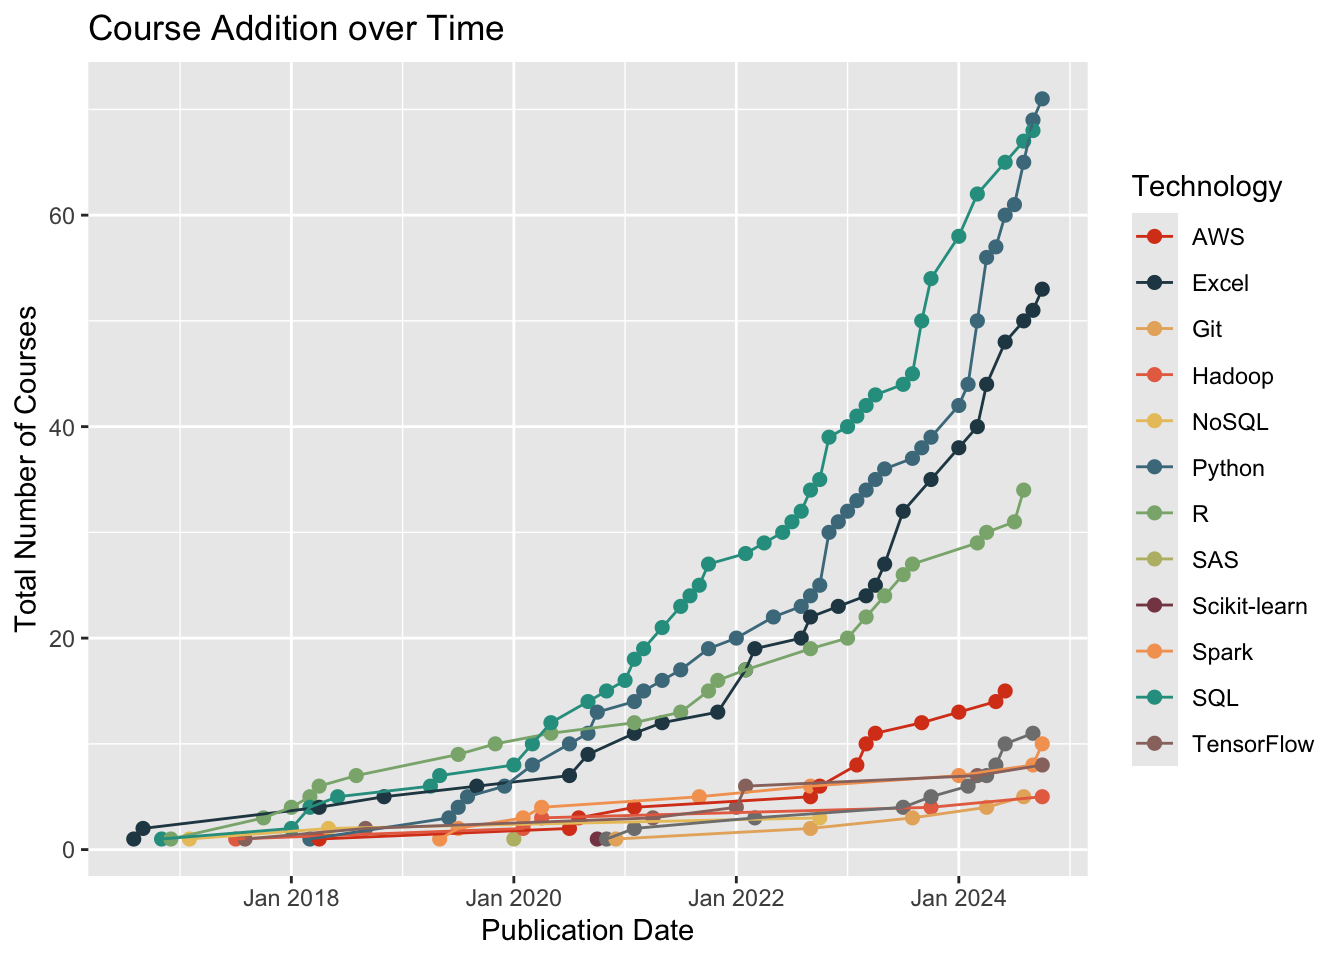 Course Addition over Time
Total Number of Courses
60
40
20
0
Jan 2018
Jan 2020
Jan 2022
Jan 2024
Publication Date
Technology
AWS
Excel
Git
Hadoop
NoSQL
Python
R
SAS
Scikit-learn
Spark
SQL
TensorFlow